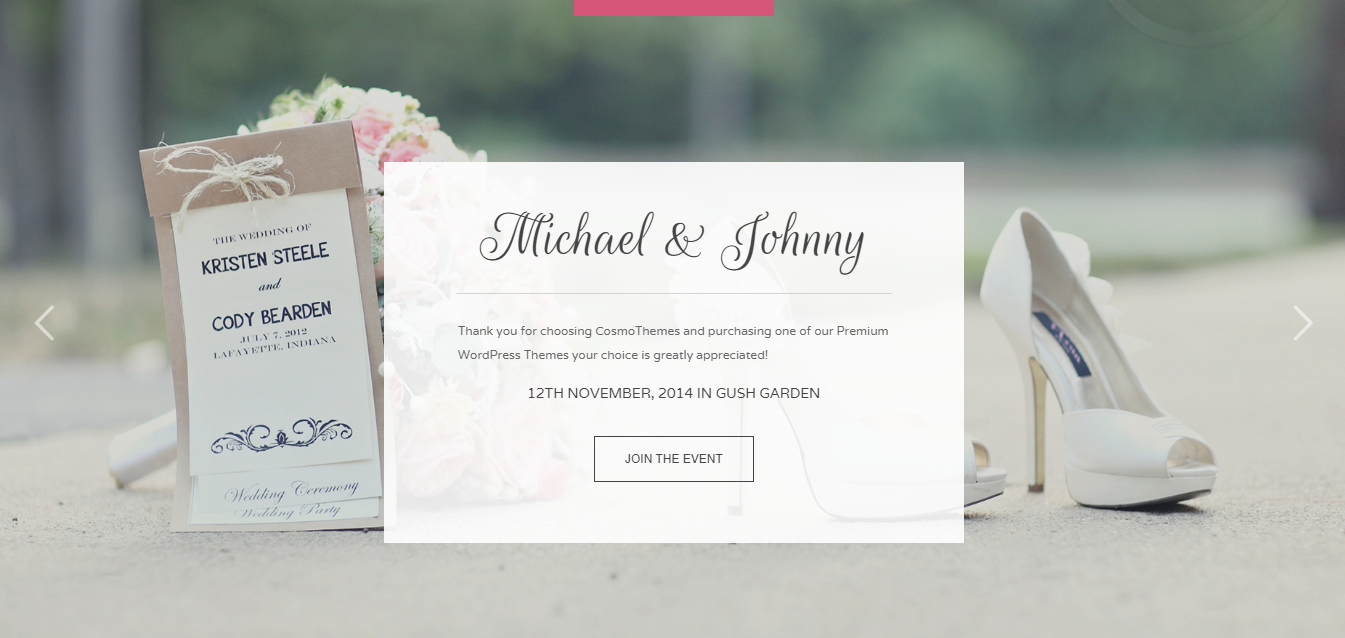 THE WEDDING OF
KRISTEN STEELE
and
CODY BEARDEN
JULY 7, 2012
LAFAYETTE, INDIANA
Wedding Ceremony
Wedding Party
Michael & Johnny
Thank you for choosing CosmoThemes and purchasing one of our Premium
WordPress Themes your choice is greatly appreciated!
12TH NOVEMBER, 2014 IN GUSH GARDEN
JOIN THE EVENT